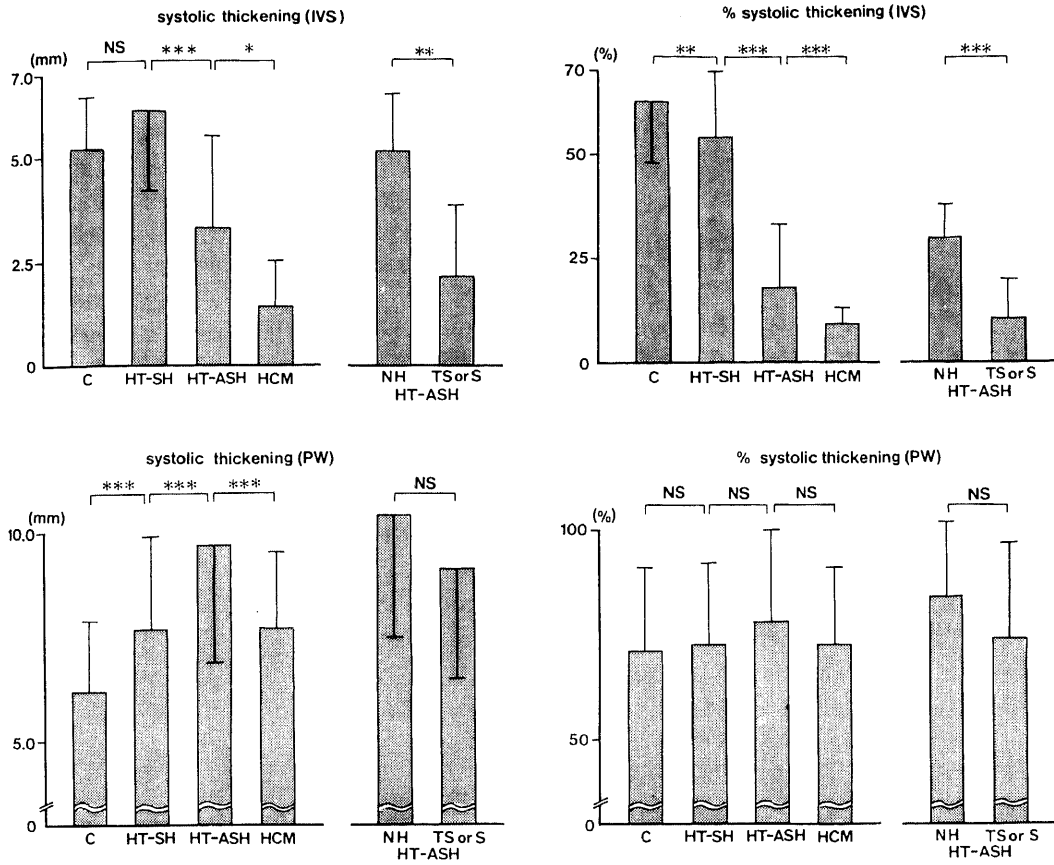 systolic thickening (IVS)
(mm)
NS *** * **
7.0
5.0
2.5
0
C HT-SH HT-ASH HCM NH TS or S
HT-ASH
% systolic thickening (IVS)
(%)
** *** *** ***
70
50
25
0
C HT-SH HT-ASH HCM NH TS or S
HT-ASH
systolic thickening (PW)
(mm)
*** *** *** NS
10.0
5.0
0
C HT-SH HT-ASH HCM NH TS or S
HT-ASH
% systolic thickening (PW)
(%)
NS NS NS NS
100
50
0
C HT-SH HT-ASH HCM NH TS or S
HT-ASH